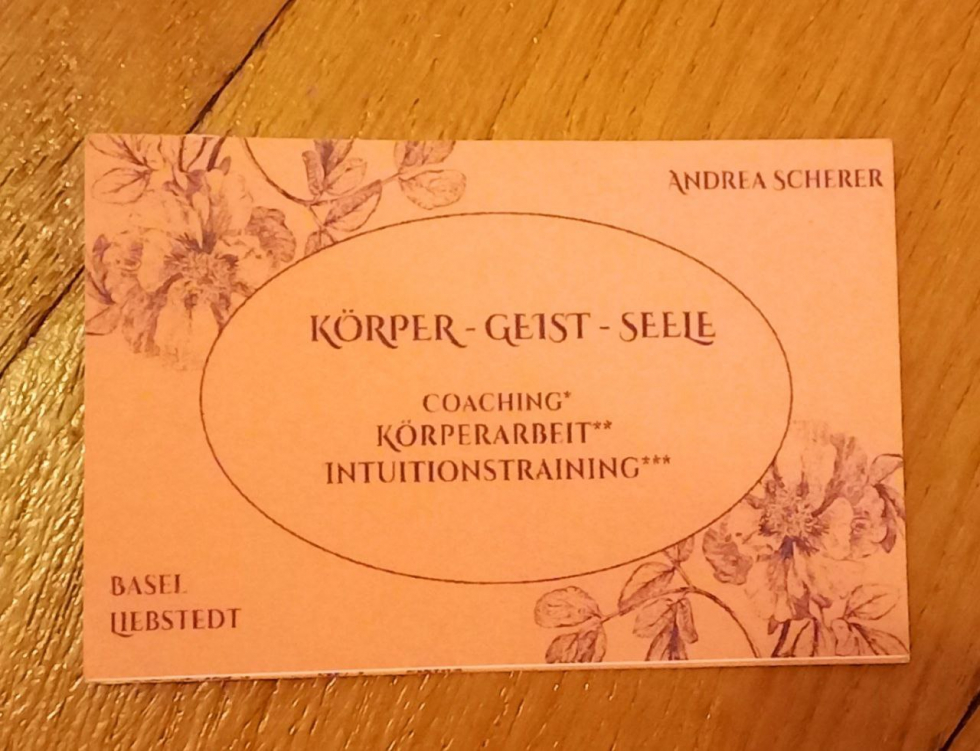 ANDREA SCHERER
KÖRPER - GEIST - SEELE
COACHING*
KÖRPERARBEIT**
INTUITIONSTRAINING***
BASEL
LIEBSTEDT